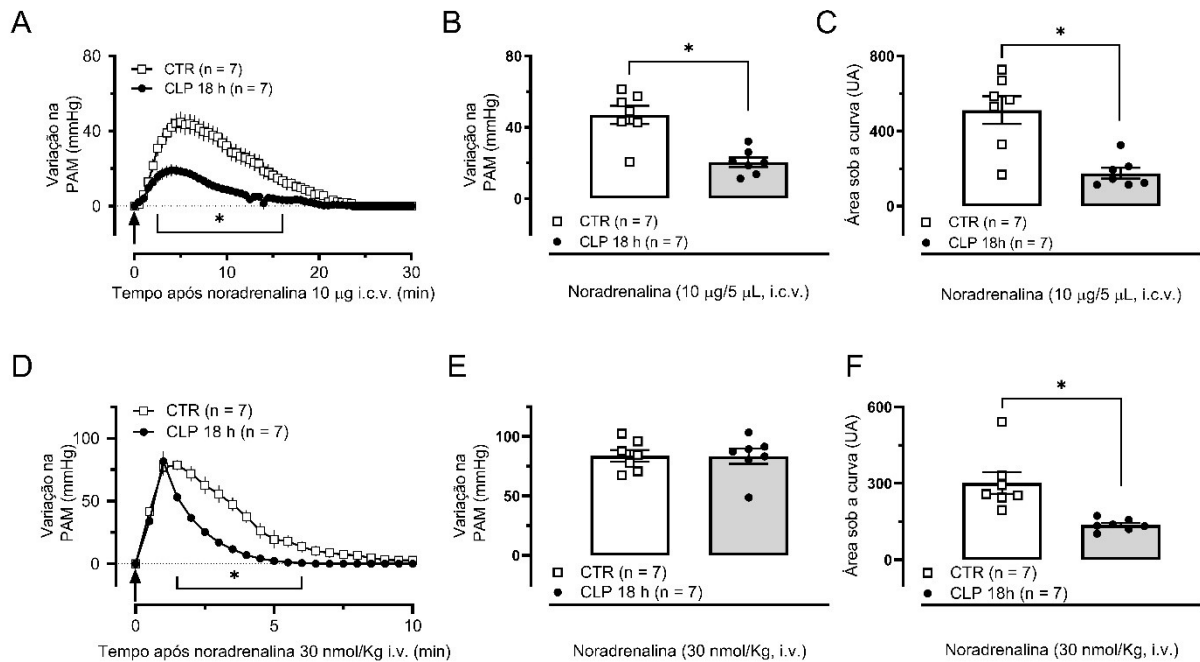 A
CTR (n = 7)
CLP 18 h (n = 7)
80
40
0
Variação na
PAM (mmHg)
*
0
10
20
30
Tempo após noradrenalina 10 μg i.c.v. (min)
B
*
80
40
0
Variação na
PAM (mmHg)
CTR (n = 7)
CLP 18h (n = 7)
Noradrenalina (10 μg/5 μL, i.c.v.)
C
*
800
400
0
Área sob a curva (UA)
CTR (n = 7)
CLP 18h (n = 7)
Noradrenalina (10 μg/5 μL, i.c.v.)
D
CTR (n = 7)
CLP 18 h (n = 7)
100
75
50
25
0
Variação na
PAM (mmHg)
*
0
5
10
Tempo após noradrenalina 30 nmol/Kg i.v. (min)
E
100
75
50
25
0
Variação na
PAM (mmHg)
CTR (n = 7)
CLP 18 h (n = 7)
Noradrenalina (30 nmol/Kg, i.v.)
F
*
600
300
0
Área sob a curva (UA)
CTR (n = 7)
CLP 18h (n = 7)
Noradrenalina (30 nmol/Kg, i.v.)